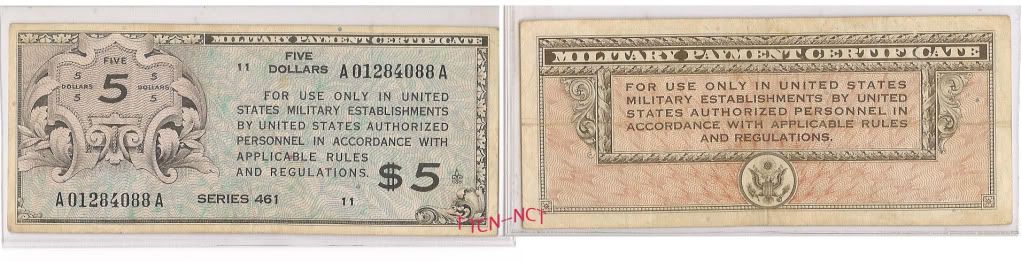 MILITARY PAYMENT CERTIFICATE
FIVE
5
5 5
DOLLARS DOLLARS
5 5
FIVE
11 DOLLARS A01284088A
FOR USE ONLY IN UNITED
STATES MILITARY ESTABLISHMENTS
BY UNITED STATES AUTHORIZED
PERSONNEL IN ACCORDANCE WITH
APPLICABLE RULES
AND REGULATIONS.
$5
A01284088A SERIES 461 11
MILITARY PAYMENT CERTIFICATE
FOR USE ONLY IN UNITED STATES
MILITARY ESTABLISHMENTS BY UNITED
STATES AUTHORIZED PERSONNEL IN
ACCORDANCE WITH APPLICABLE RULES
AND REGULATIONS.